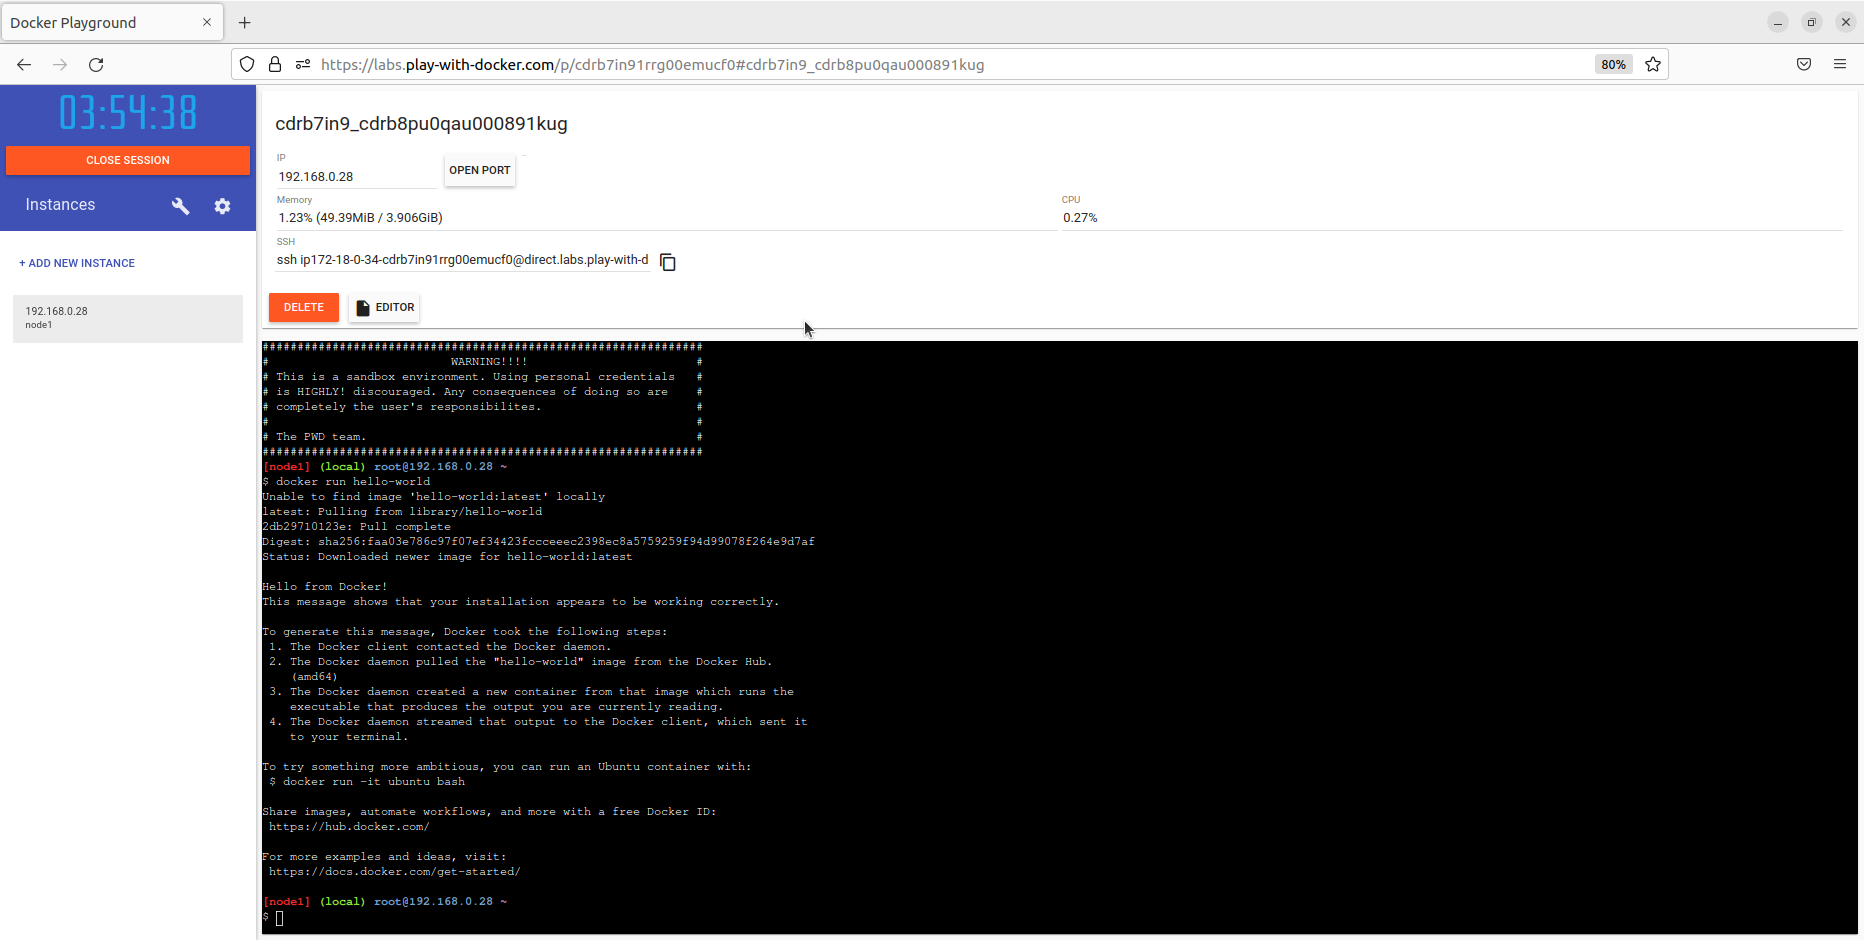 Docker Playground
https://labs.play-with-docker.com/p/cdrb7in91rrg00emucf0#cdrb7in9_cdrb8pu0qau000891kug
80%
03:54:38
CLOSE SESSION
Instances
+ ADD NEW INSTANCE
192.168.0.28
node1
cdrb7in9_cdrb8pu0qau000891kug
IP
192.168.0.28
OPEN PORT
Memory
1.23% (49.39MiB / 3.906GiB)
CPU
0.27%
SSH
ssh ip172-18-0-34-cdrb7in91rrg00emucf0@direct.labs.play-with-d
DELETE
EDITOR
###############################################################
#                          WARNING!!!!                        #
# This is a sandbox environment. Using personal credentials   #
# is HIGHLY! discouraged. Any consequences of doing so are    #
# completely the user's responsibilites.                      #
#                                                             #
# The PWD team.                                               #
###############################################################
[node1] (local) root@192.168.0.28 ~
$ docker run hello-world
Unable to find image 'hello-world:latest' locally
latest: Pulling from library/hello-world
2db29710123e: Pull complete
Digest: sha256:faa03e786c97f07ef34423fccceeec2398ec8a5759259f94d99078f264e9d7af
Status: Downloaded newer image for hello-world:latest
Hello from Docker!
This message shows that your installation appears to be working correctly.
To generate this message, Docker took the following steps:
1. The Docker client contacted the Docker daemon.
2. The Docker daemon pulled the "hello-world" image from the Docker Hub.
(amd64)
3. The Docker daemon created a new container from that image which runs the
executable that produces the output you are currently reading.
4. The Docker daemon streamed that output to the Docker client, which sent it
to your terminal.
To try something more ambitious, you can run an Ubuntu container with:
$ docker run -it ubuntu bash
Share images, automate workflows, and more with a free Docker ID:
https://hub.docker.com/
For more examples and ideas, visit:
https://docs.docker.com/get-started/
[node1] (local) root@192.168.0.28 ~
$